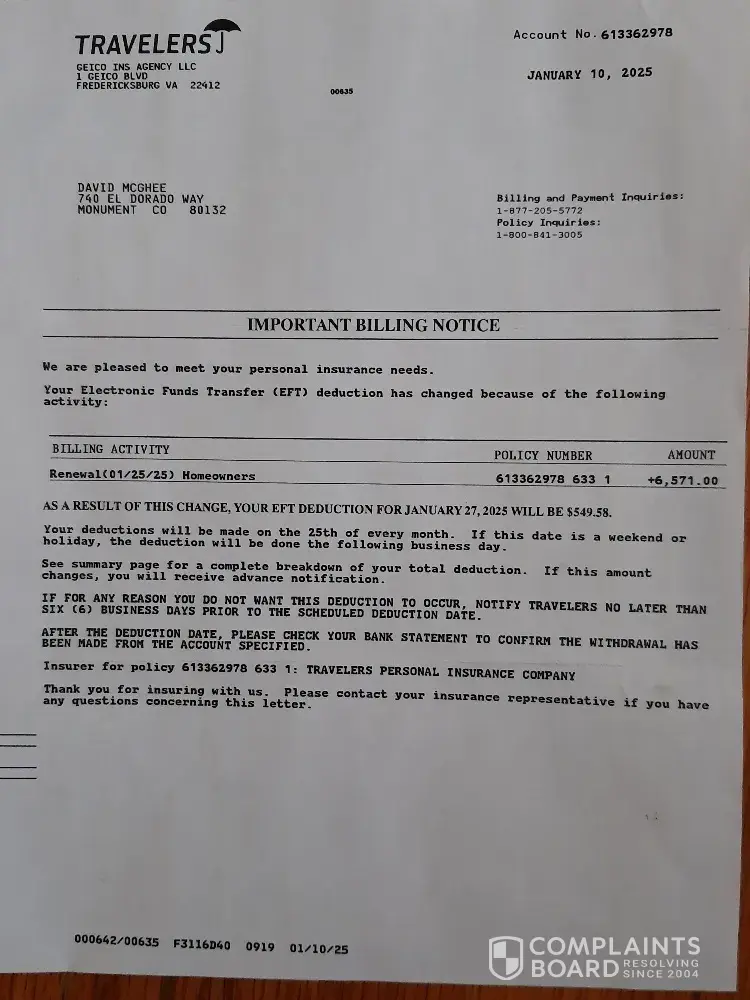 TRAVELERS
Account No. 613362978
GEICO INS AGENCY LLC
1 GEICO BLVD
FREDERICKSBURG VA 22412
JANUARY 10, 2025
00635
DAVID MCGHEE
740 EL DORADO WAY
MONUMENT CO 80132
Billing and Payment Inquiries:
1-877-205-5772
Policy Inquiries:
1-800-841-3005
IMPORTANT BILLING NOTICE
We are pleased to meet your personal insurance needs.
Your Electronic Funds Transfer (EFT) deduction has changed because of the following
activity:
BILLING ACTIVITY POLICY NUMBER AMOUNT
Renewal(01/25/25) Homeowners 613362978 633 1 +6,571.00
AS A RESULT OF THIS CHANGE, YOUR EFT DEDUCTION FOR JANUARY 27, 2025 WILL BE $549.58.
Your deductions will be made on the 25th of every month. If this date is a weekend or
holiday, the deduction will be done the following business day.
See summary page for a complete breakdown of your total deduction. If this amount
changes, you will receive advance notification.
IF FOR ANY REASON YOU DO NOT WANT THIS DEDUCTION TO OCCUR, NOTIFY TRAVELERS NO LATER THAN
SIX (6) BUSINESS DAYS PRIOR TO THE SCHEDULED DEDUCTION DATE.
AFTER THE DEDUCTION DATE, PLEASE CHECK YOUR BANK STATEMENT TO CONFIRM THE WITHDRAWAL HAS
BEEN MADE FROM THE ACCOUNT SPECIFIED.
Insurer for policy 613362978 633 1: TRAVELERS PERSONAL INSURANCE COMPANY
Thank you for insuring with us. Please contact your insurance representative if you have
any questions concerning this letter.
000642/00635 F3116D40 0919 01/10/25
COMPLAINTS
BOARD RESOLVING
SINCE 2004